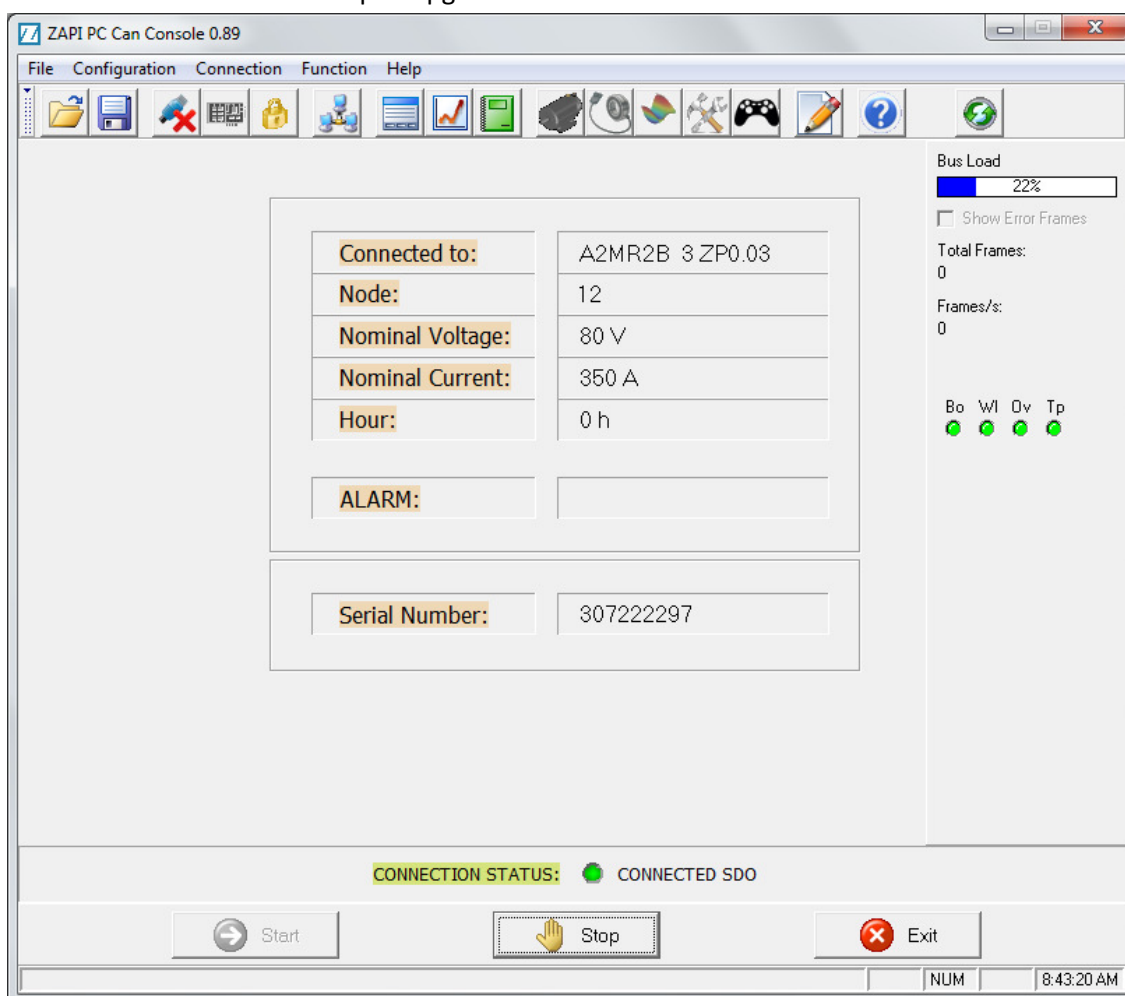 ZAPI PC Can Console 0.89
File Configuration Connection Function Help
Bus Load
22%
Show Error Frames
Total Frames:
0
Frames/s:
0
Bo Wl Ov Tp
Connected to: A2MR2B 3 ZP0.03
Node: 12
Nominal Voltage: 80 V
Nominal Current: 350 A
Hour: 0 h
ALARM:
Serial Number: 307222297
CONNECTION STATUS: CONNECTED SDO
Start Stop Exit
NUM 8:43:20 AM